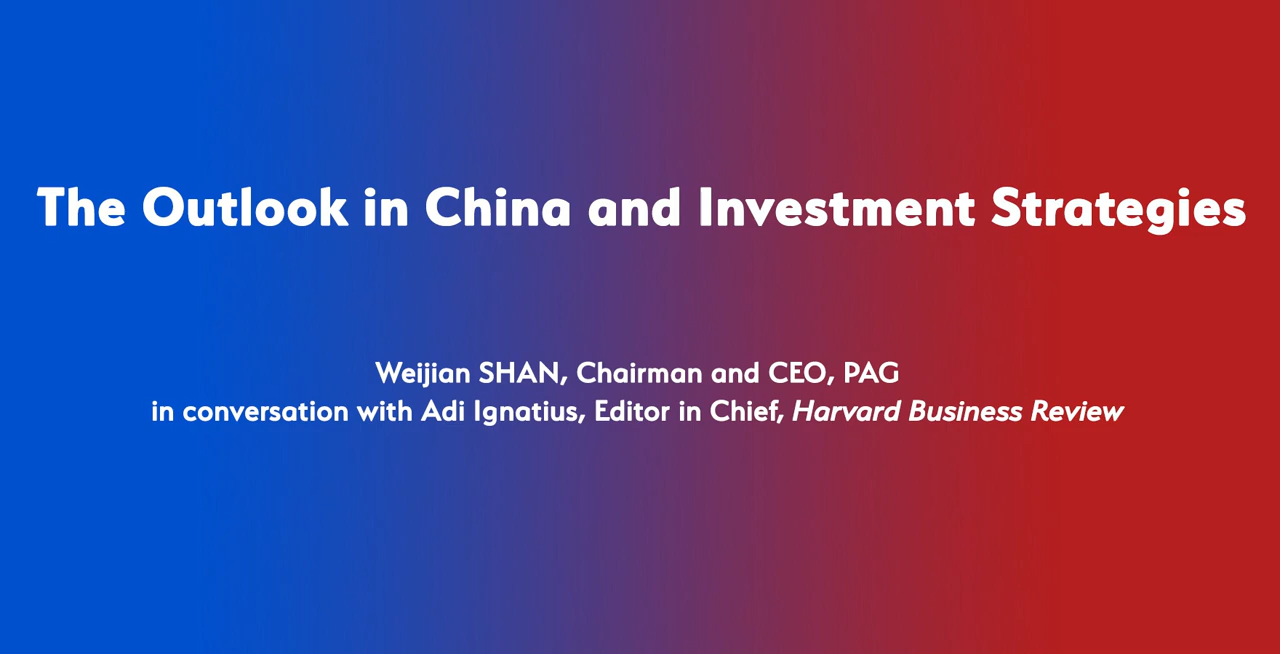 The Outlook in China and Investment Strategies
Weijian SHAN, Chairman and CEO, PAG
in conversation with Adi Ignatius, Editor in Chief, Harvard Business Review